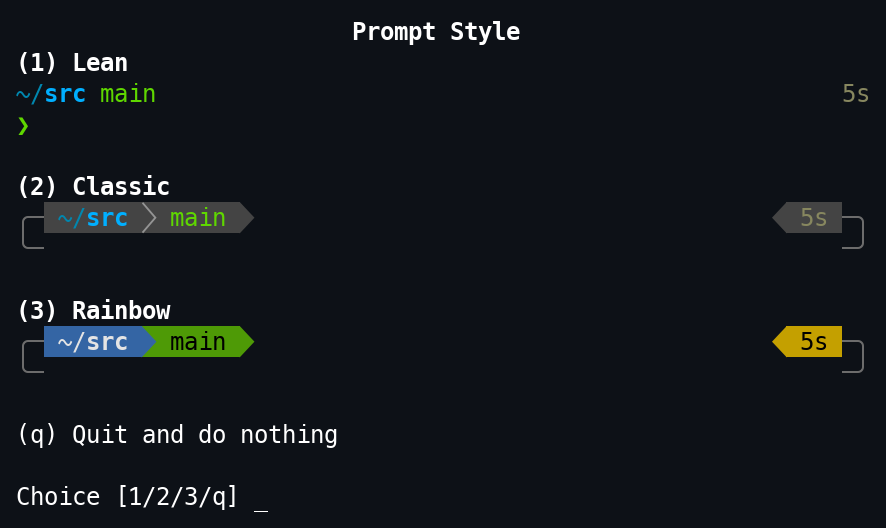 Prompt Style
(1) Lean
~/src main 5s
❯
(2) Classic
~/src main 5s
(3) Rainbow
~/src main 5s
(q) Quit and do nothing
Choice [1/2/3/q] _